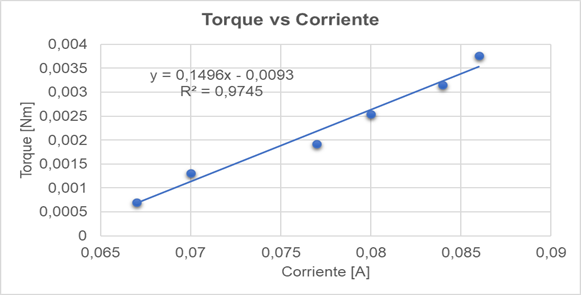 Torque vs Corriente
0,004
0,0035
0,003
0,0025
0,002
0,0015
0,001
0,0005
0
Torque [Nm]
y = 0,1496x - 0,0093
R² = 0,9745
0,065 0,07 0,075 0,08 0,085 0,09
Corriente [A]